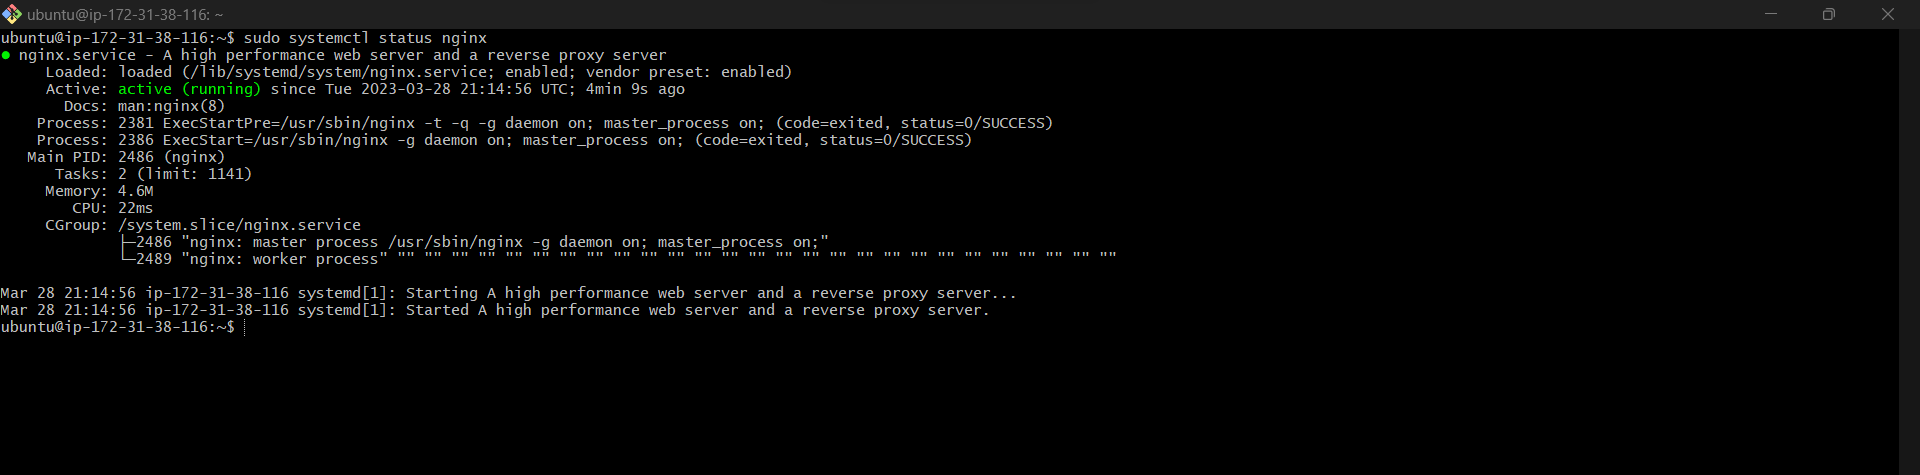 ubuntu@ip-172-31-38-116: ~
ubuntu@ip-172-31-38-116:~$ sudo systemctl status nginx
● nginx.service - A high performance web server and a reverse proxy server
     Loaded: loaded (/lib/systemd/system/nginx.service; enabled; vendor preset: enabled)
     Active: active (running) since Tue 2023-03-28 21:14:56 UTC; 4min 9s ago
       Docs: man:nginx(8)
    Process: 2381 ExecStartPre=/usr/sbin/nginx -t -q -g daemon on; master_process on; (code=exited, status=0/SUCCESS)
    Process: 2386 ExecStart=/usr/sbin/nginx -g daemon on; master_process on; (code=exited, status=0/SUCCESS)
   Main PID: 2486 (nginx)
      Tasks: 2 (limit: 1141)
     Memory: 4.6M
        CPU: 22ms
     CGroup: /system.slice/nginx.service
             ├─2486 "nginx: master process /usr/sbin/nginx -g daemon on; master_process on;"
             └─2489 "nginx: worker process" "" "" "" "" "" "" "" "" "" "" "" "" "" "" "" "" "" "" "" "" "" "" "" "" "" "" ""
Mar 28 21:14:56 ip-172-31-38-116 systemd[1]: Starting A high performance web server and a reverse proxy server...
Mar 28 21:14:56 ip-172-31-38-116 systemd[1]: Started A high performance web server and a reverse proxy server.
ubuntu@ip-172-31-38-116:~$